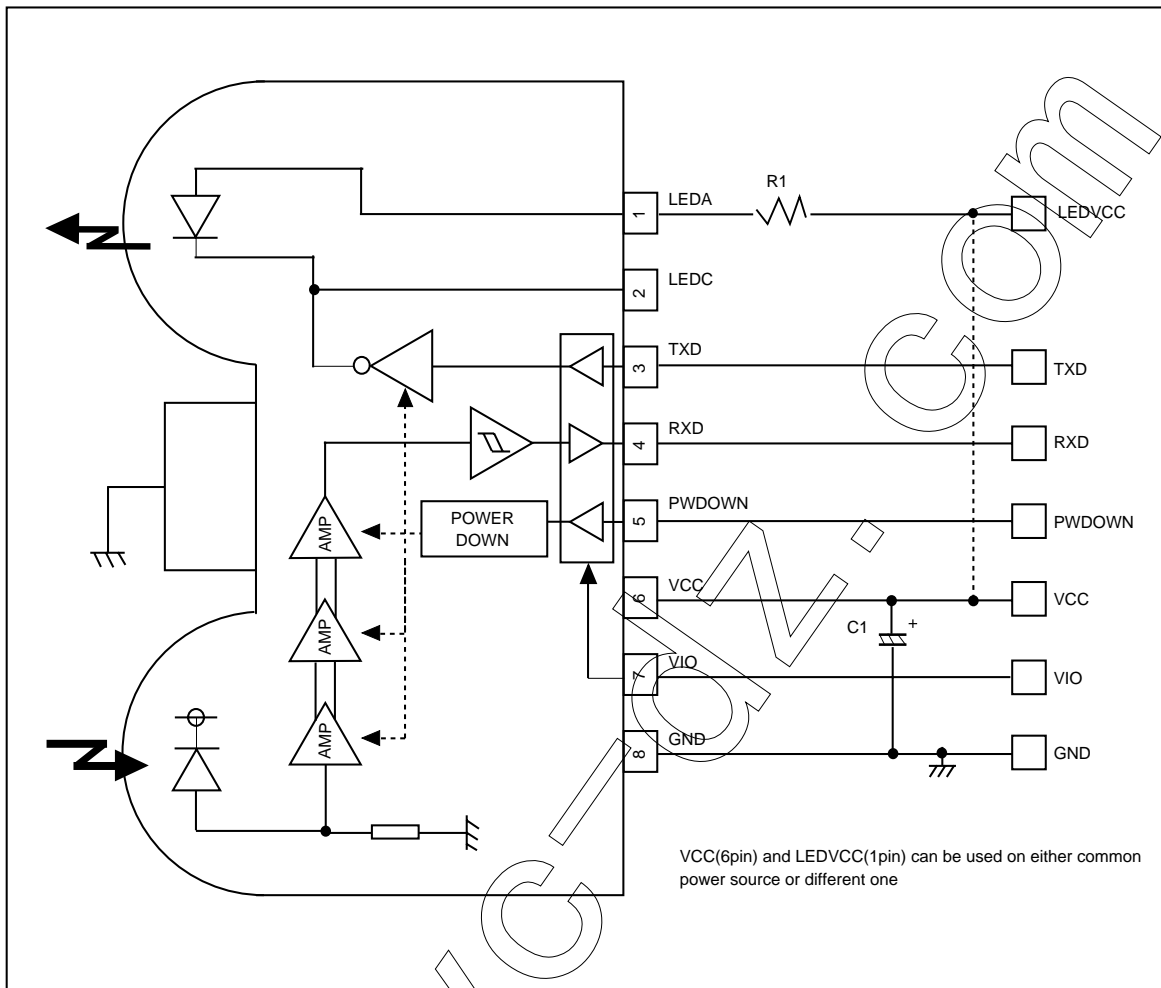 R1
1
LEDA
LEDVCC
2
LEDC
3
TXD
TXD
4
RXD
RXD
AMP
POWER
DOWN
5
PWDOWN
PWDOWN
AMP
6
VCC
VCC
C1
+
7
VIO
VIO
AMP
8
GND
GND
VCC(6pin) and LEDVCC(1pin) can be used on either common
power source or different one